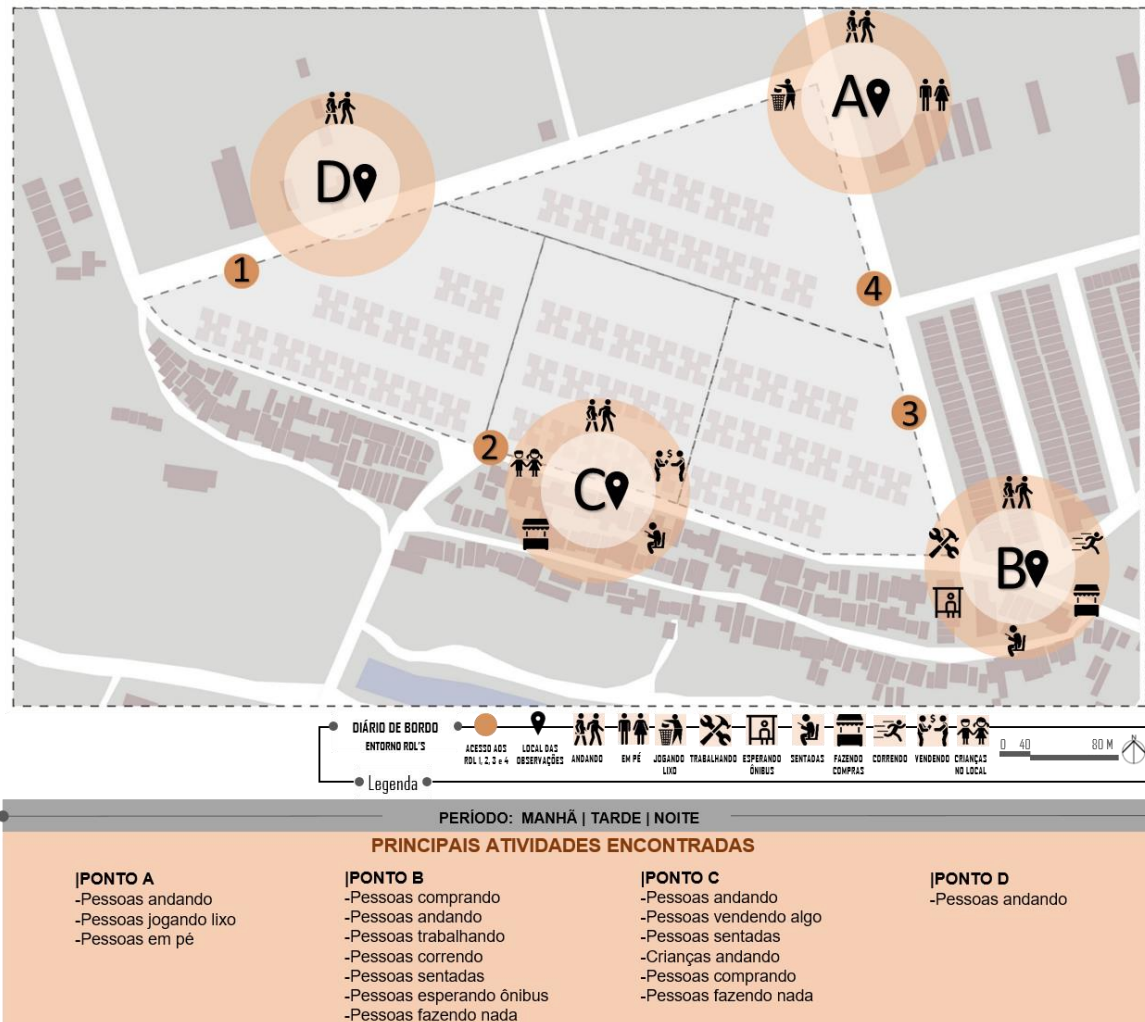 A
D
1
4
3
2
C
$
B
DIÁRIO DE BORDO
ENTORNO RDL'S
Legenda
ACESSO AOS
RDL 1, 2, 3 e 4
LOCAL DAS
OBSERVAÇÕES
ANDANDO
EM PÉ
JOGANDO
LIXO
TRABALHANDO
ESPERANDO
ÔNIBUS
SENTADAS
FAZENDO
COMPRAS
CORRENDO
$
VENDENDO
CRIANÇAS
NO LOCAL
0 40 80 M
PERÍODO: MANHÃ | TARDE | NOITE
PRINCIPAIS ATIVIDADES ENCONTRADAS
|PONTO A
-Pessoas andando
-Pessoas jogando lixo
-Pessoas em pé
|PONTO B
-Pessoas comprando
-Pessoas andando
-Pessoas trabalhando
-Pessoas correndo
-Pessoas sentadas
-Pessoas esperando ônibus
-Pessoas fazendo nada
|PONTO C
-Pessoas andando
-Pessoas vendendo algo
-Pessoas sentadas
-Crianças andando
-Pessoas comprando
-Pessoas fazendo nada
|PONTO D
-Pessoas andando